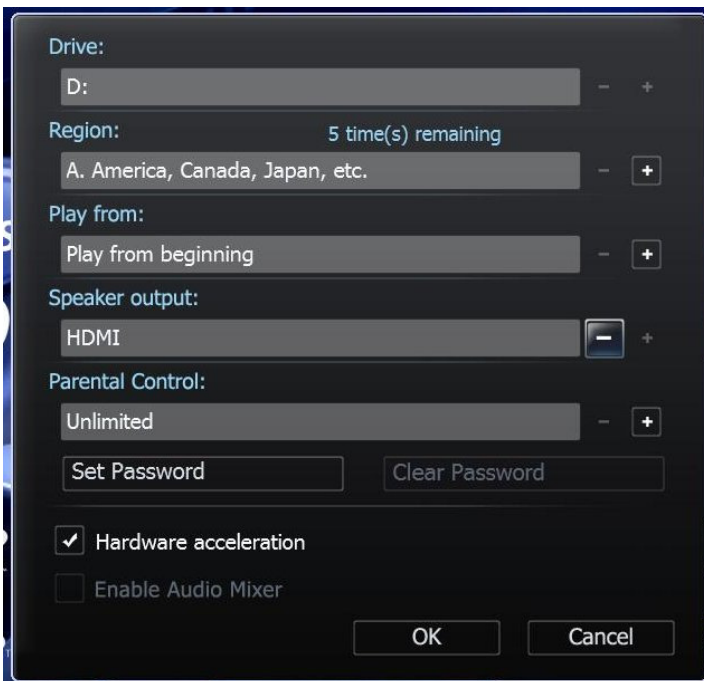 Drive:
D:
Region: 5 time(s) remaining
A. America, Canada, Japan, etc.
Play from:
Play from beginning
Speaker output:
HDMI
Parental Control:
Unlimited
Set Password Clear Password
Hardware acceleration
Enable Audio Mixer
OK Cancel